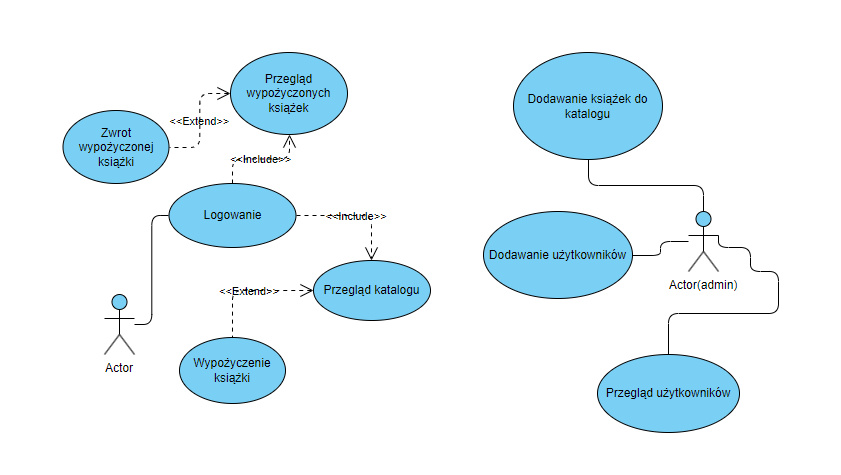 Przegląd
wypożyczonych
książek
<<Extend>>
Zwrot
wypożyczonej
książki
<<Include>>
Logowanie
<<Include>>
Przegląd katalogu
<<Extend>>
Wypożyczenie
książki
Actor
Dodawanie książek do
katalogu
Dodawanie użytkowników
Actor(admin)
Przegląd użytkowników